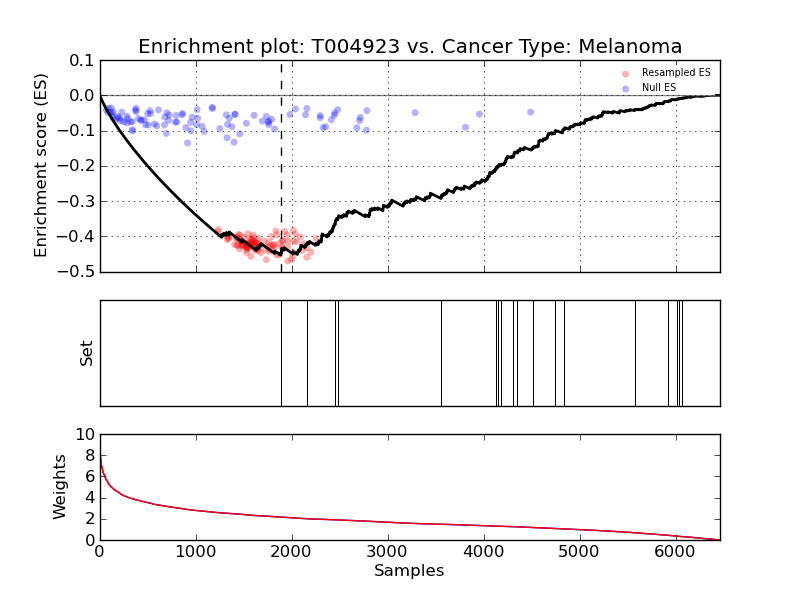 Enrichment plot: T004923 vs. Cancer Type: Melanoma
Enrichment score (ES)
0.1
0.0
−0.1
−0.2
−0.3
−0.4
−0.5
Resampled ES
Null ES
Set
Weights
10
8
6
4
2
0
0 1000 2000 3000 4000 5000 6000
Samples